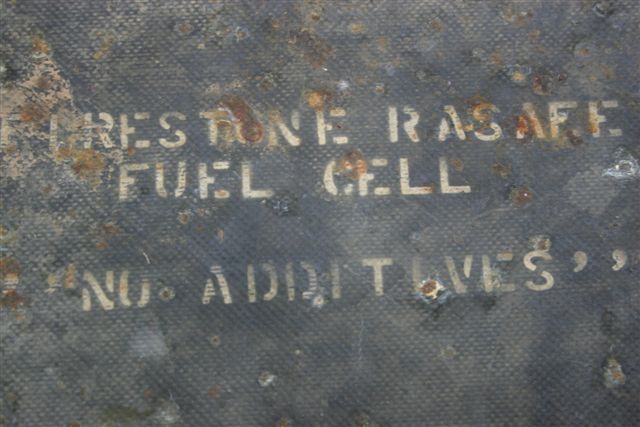 FIRESTONE RASAFE
FUEL CELL
"NO. ADDITIVES"